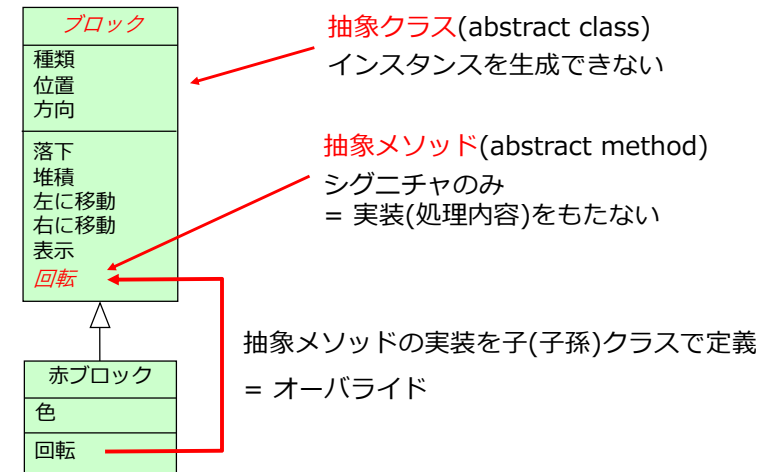 ブロック
種類
位置
方向
落下
堆積
左に移動
右に移動
表示
回転
抽象クラス(abstract class)
インスタンスを生成できない
抽象メソッド(abstract method)
シグニチャのみ
= 実装(処理内容)をもたない
赤ブロック
色
回転
抽象メソッドの実装を子(子孫)クラスで定義
= オーバライド